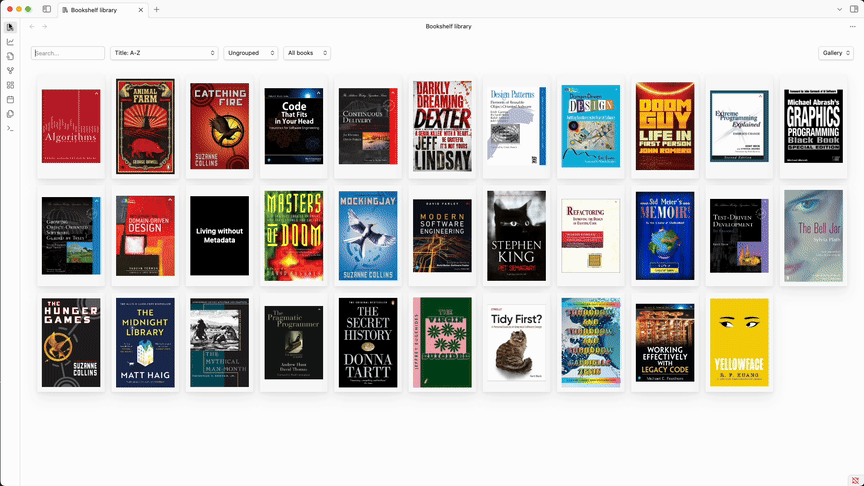 Bookshelf library
Bookshelf library
Search...
Title: A-Z
Ungrouped
All books
Gallery
Algorithms
ANIMAL
FARM
GEORGE ORWELL
CATCHING
FIRE
SUZANNE
COLLINS
Code
That Fits
in Your Head
CONTINUOUS
DELIVERY
DARKLY
DREAMING
DEXTER
JEFF
LINDSAY
Design Patterns
Domain-Driven
DESIGN
DOOM
GUY
LIFE IN
FIRST PERSON
JOHN ROMERO
Extreme
Programming
Explained
Michael Abrash's
GRAPHICS
PROGRAMMING
Black Book
SPECIAL EDITION
GROWING
OBJECT-ORIENTED
SOFTWARE
GUIDED BY TESTS
DOMAIN-DRIVEN
DESIGN
Living without
Metadata
MASTERS
OF DOOM
MOCKINGJAY
SUZANNE COLLINS
DAVID FARLEY
MODERN
SOFTWARE
ENGINEERING
STEPHEN
KING
REFACTORING
Sid Meier's
MEMOIR!
TEST-DRIVEN
DEVELOPMENT
The Bell Jar
Sylvia Plath
THE
HUNGER
GAMES
SUZANNE
COLLINS
THE
MIDNIGHT
LIBRARY
MATT HAIG
THE
MYTHICAL
MAN-MONTH
The
Pragmatic
Programmer
Andrew Hunt
David Thomas
THE
SECRET
HISTORY
DONNA
TARTT
JEFFREY EUGENIDES
THE
VIRGIN
SUICIDES
Tidy First?
TOMORROW
AND
TOMORROW
AND
TOMORROW
WORKING
EFFECTIVELY
WITH
LEGACY CODE
Michael C. Feathers
YELLOWFACE
R. F. KUANG